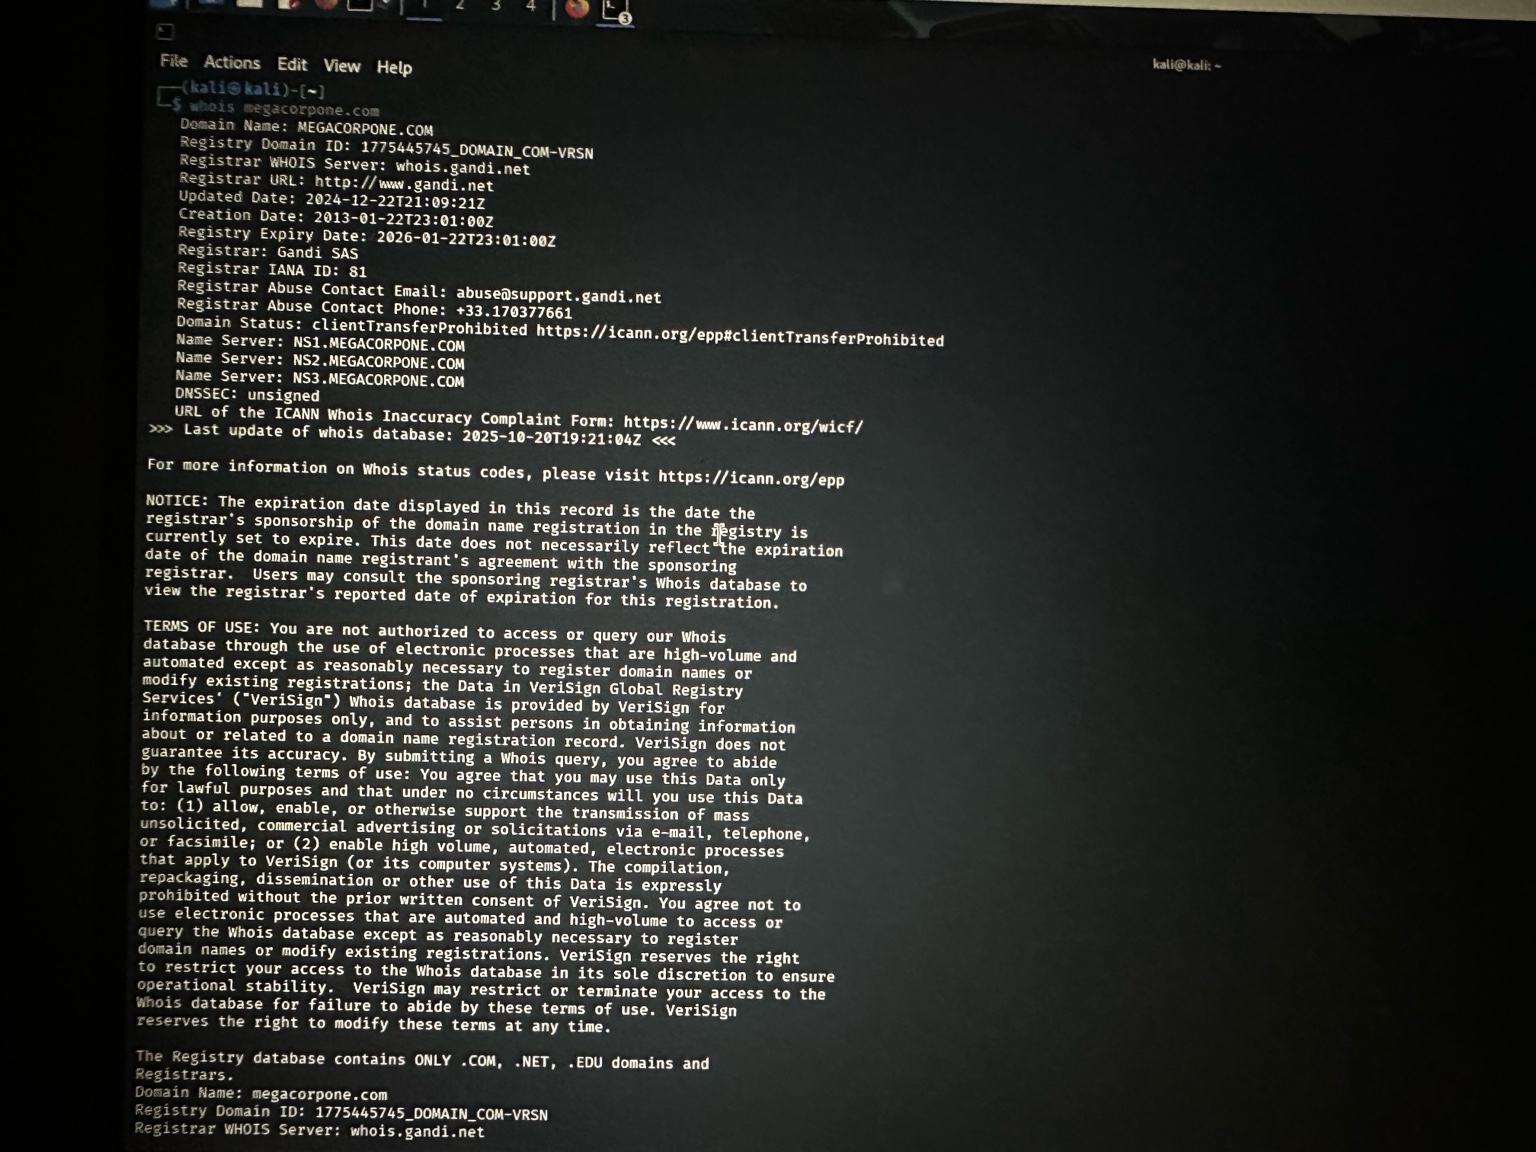 1 2 3 4
3
File Actions Edit View Help
kali@kali: ~
(kali㉿kali)-[~]
$ whois megacorpone.com
Domain Name: MEGACORPONE.COM
Registry Domain ID: 1775445745_DOMAIN_COM-VRSN
Registrar WHOIS Server: whois.gandi.net
Registrar URL: http://www.gandi.net
Updated Date: 2024-12-22T21:09:21Z
Creation Date: 2013-01-22T23:01:00Z
Registry Expiry Date: 2026-01-22T23:01:00Z
Registrar: Gandi SAS
Registrar IANA ID: 81
Registrar Abuse Contact Email: abuse@support.gandi.net
Registrar Abuse Contact Phone: +33.170377661
Domain Status: clientTransferProhibited https://icann.org/epp#clientTransferProhibited
Name Server: NS1.MEGACORPONE.COM
Name Server: NS2.MEGACORPONE.COM
Name Server: NS3.MEGACORPONE.COM
DNSSEC: unsigned
URL of the ICANN Whois Inaccuracy Complaint Form: https://www.icann.org/wicf/
>>> Last update of whois database: 2025-10-20T19:21:04Z <<<
For more information on Whois status codes, please visit https://icann.org/epp
NOTICE: The expiration date displayed in this record is the date the
registrar's sponsorship of the domain name registration in the registry is
currently set to expire. This date does not necessarily reflect the expiration
date of the domain name registrant's agreement with the sponsoring
registrar.  Users may consult the sponsoring registrar's Whois database to
view the registrar's reported date of expiration for this registration.
TERMS OF USE: You are not authorized to access or query our Whois
database through the use of electronic processes that are high-volume and
automated except as reasonably necessary to register domain names or
modify existing registrations; the Data in VeriSign Global Registry
Services' ("VeriSign") Whois database is provided by VeriSign for
information purposes only, and to assist persons in obtaining information
about or related to a domain name registration record. VeriSign does not
guarantee its accuracy. By submitting a Whois query, you agree to abide
by the following terms of use: You agree that you may use this Data only
for lawful purposes and that under no circumstances will you use this Data
to: (1) allow, enable, or otherwise support the transmission of mass
unsolicited, commercial advertising or solicitations via e-mail, telephone,
or facsimile; or (2) enable high volume, automated, electronic processes
that apply to VeriSign (or its computer systems). The compilation,
repackaging, dissemination or other use of this Data is expressly
prohibited without the prior written consent of VeriSign. You agree not to
use electronic processes that are automated and high-volume to access or
query the Whois database except as reasonably necessary to register
domain names or modify existing registrations. VeriSign reserves the right
to restrict your access to the Whois database in its sole discretion to ensure
operational stability.  VeriSign may restrict or terminate your access to the
Whois database for failure to abide by these terms of use. VeriSign
reserves the right to modify these terms at any time.
The Registry database contains ONLY .COM, .NET, .EDU domains and
Registrars.
Domain Name: megacorpone.com
Registry Domain ID: 1775445745_DOMAIN_COM-VRSN
Registrar WHOIS Server: whois.gandi.net